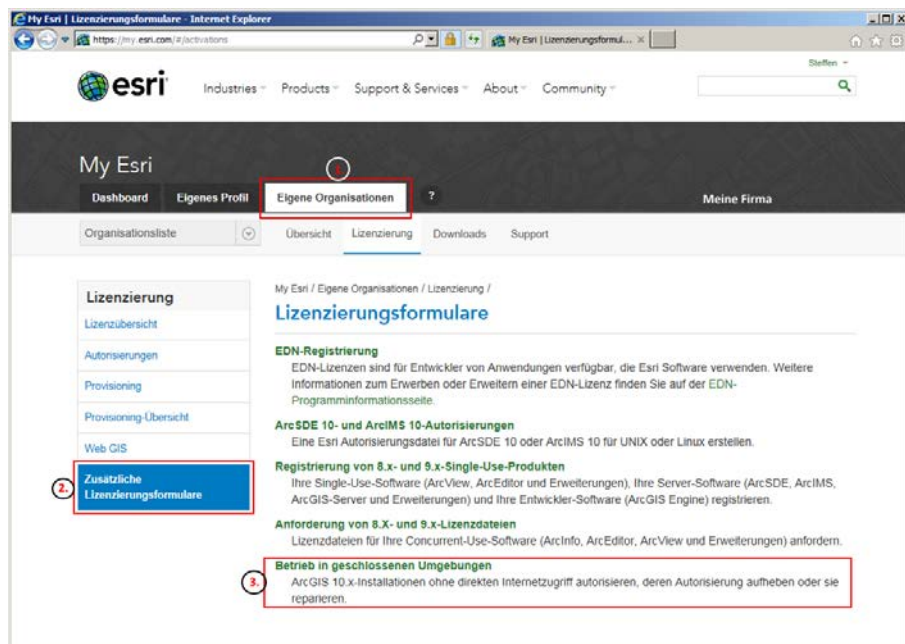 My Esri | Lizenzierungsformulare - Internet Explorer
https://my.esri.com/#/activations
My Esri | Lizenzierungsformul...
Steffen
esri
Industries
Products
Support & Services
About
Community
My Esri
1.
Dashboard
Eigenes Profil
Eigene Organisationen
?
Meine Firma
Organisationsliste
Übersicht
Lizenzierung
Downloads
Support
Lizenzierung
Lizenzübersicht
Autorisierungen
Provisioning
Provisioning-Übersicht
Web GIS
2.
Zusätzliche
Lizenzierungsformulare
My Esri / Eigene Organisationen / Lizenzierung /
Lizenzierungsformulare
EDN-Registrierung
EDN-Lizenzen sind für Entwickler von Anwendungen verfügbar, die Esri Software verwenden. Weitere
Informationen zum Erwerben oder Erweitern einer EDN-Lizenz finden Sie auf der EDN-
Programminformationsseite.
ArcSDE 10- und ArcIMS 10-Autorisierungen
Eine Esri Autorisierungsdatei für ArcSDE 10 oder ArcIMS 10 für UNIX oder Linux erstellen.
Registrierung von 8.x- und 9.x-Single-Use-Produkten
Ihre Single-Use-Software (ArcView, ArcEditor und Erweiterungen), Ihre Server-Software (ArcSDE, ArcIMS,
ArcGIS-Server und Erweiterungen) und Ihre Entwickler-Software (ArcGIS Engine) registrieren.
Anforderung von 8.X- und 9.x-Lizenzdateien
Lizenzdateien für Ihre Concurrent-Use-Software (ArcInfo, ArcEditor, ArcView und Erweiterungen) anfordern.
3.
Betrieb in geschlossenen Umgebungen
ArcGIS 10.x-Installationen ohne direkten Internetzugriff autorisieren, deren Autorisierung aufheben oder sie
reparieren.